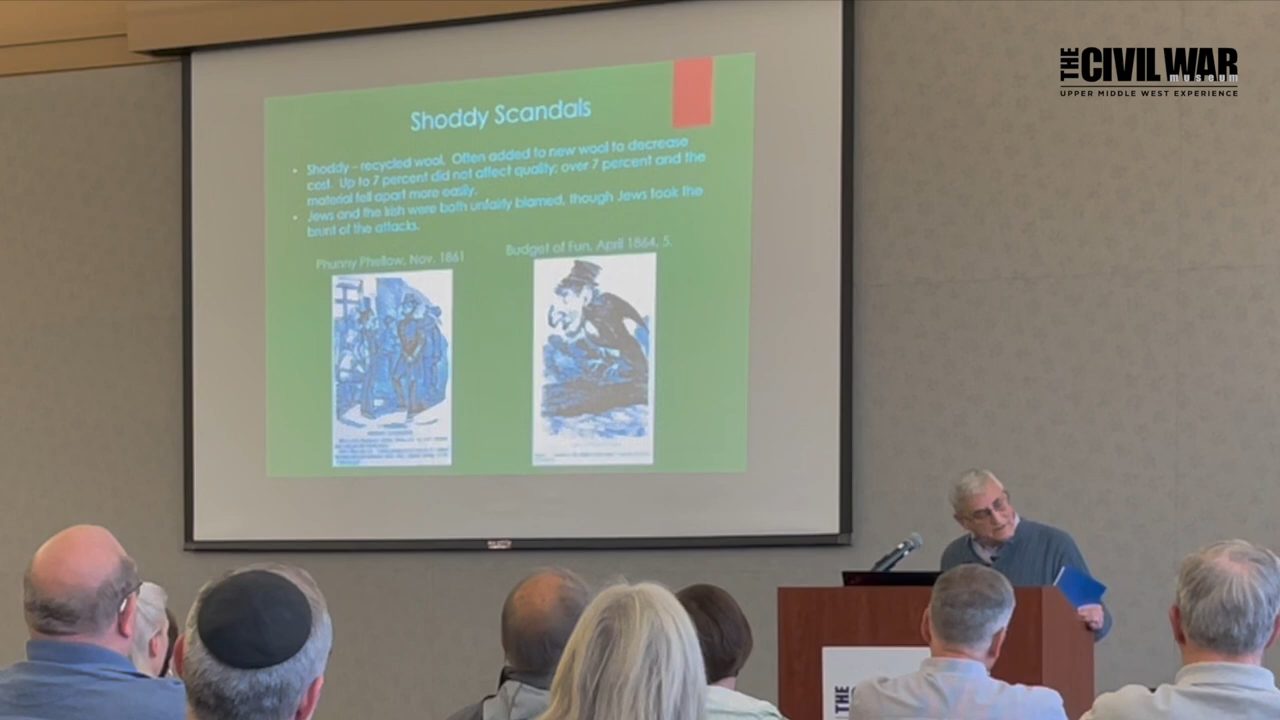 THE CIVIL WAR
museum
UPPER MIDDLE WEST EXPERIENCE
Shoddy Scandals
• Shoddy – recycled wool. Often added to new wool to decrease
cost. Up to 7 percent did not affect quality; over 7 percent and the
material fell apart more easily.
• Jews and the Irish were both unfairly blamed, though Jews took the
brunt of the attacks.
Phunny Phellow, Nov. 1861
Budget of Fun, April 1864, 5.
THE